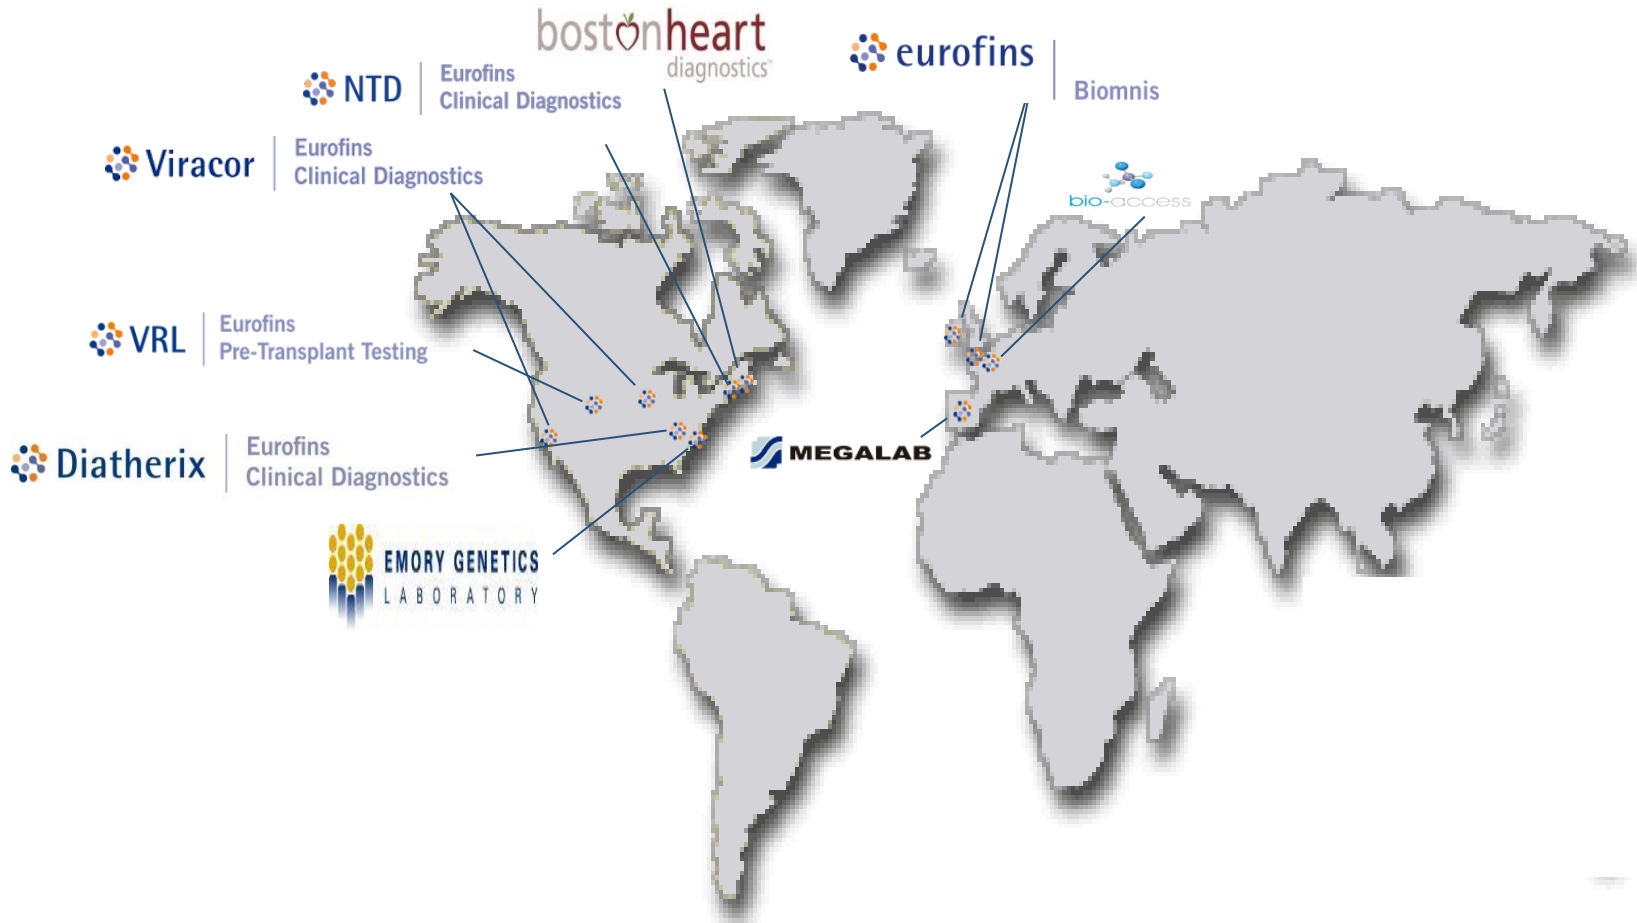 bostonheart
diagnostics™
eurofins
Biomnis
NTD
Eurofins
Clinical Diagnostics
Viracor
Eurofins
Clinical Diagnostics
bio-access
VRL
Eurofins
Pre-Transplant Testing
Diatherix
Eurofins
Clinical Diagnostics
MEGALAB
EMORY GENETICS
LABORATORY